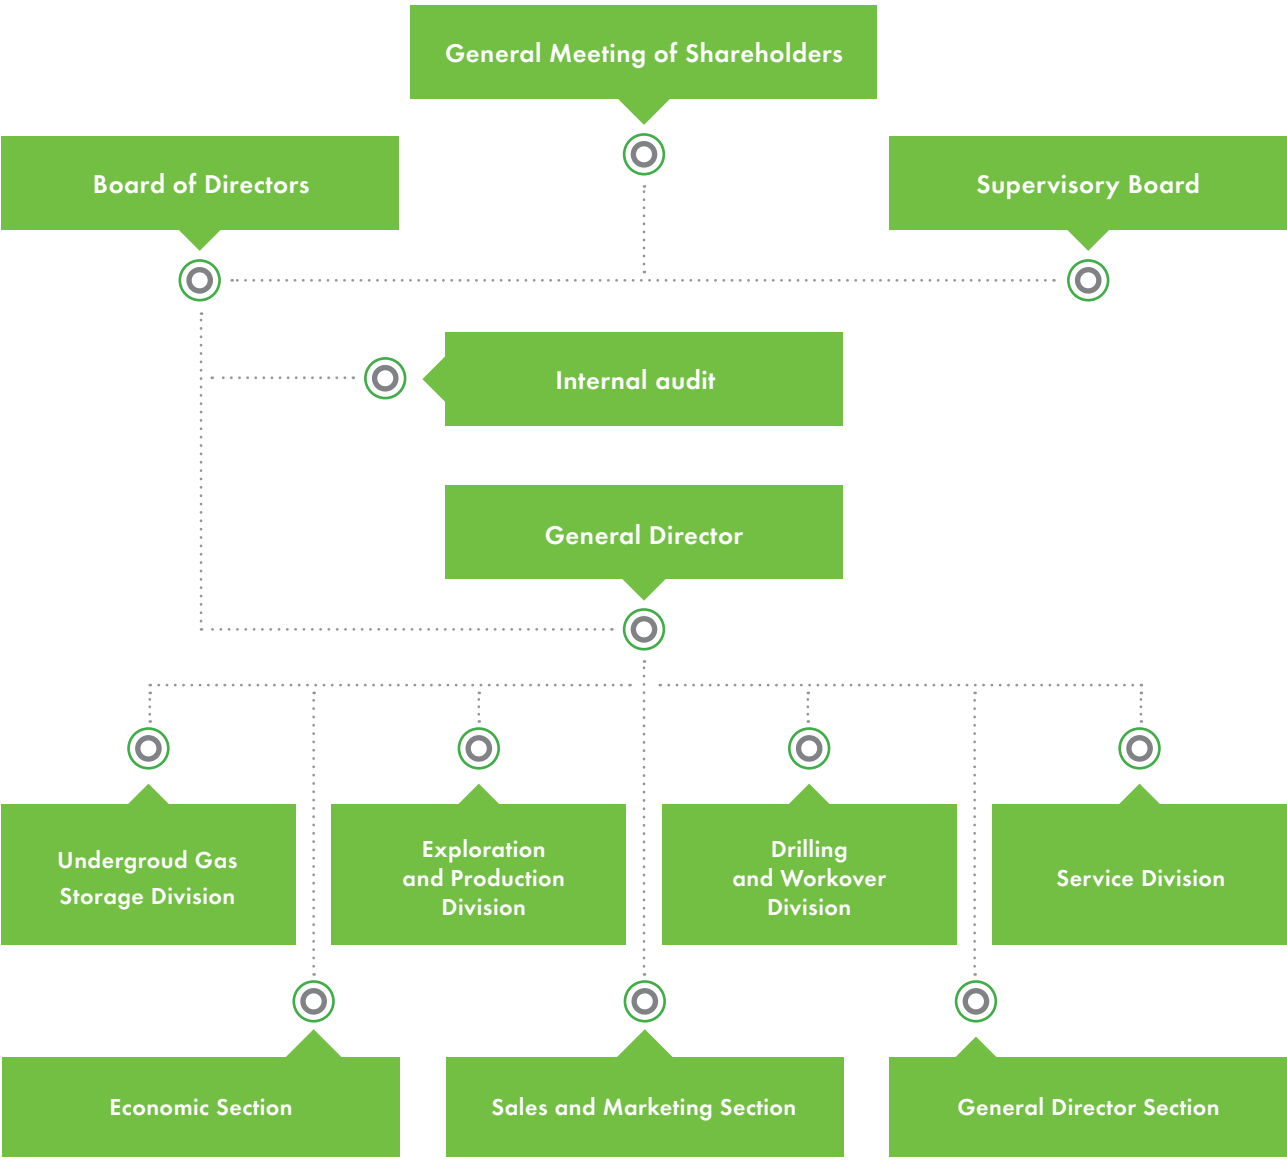 General Meeting of Shareholders
Board of Directors
Supervisory Board
Internal audit
General Director
Undergroud Gas
Storage Division
Exploration
and Production
Division
Drilling
and Workover
Division
Service Division
Economic Section
Sales and Marketing Section
General Director Section